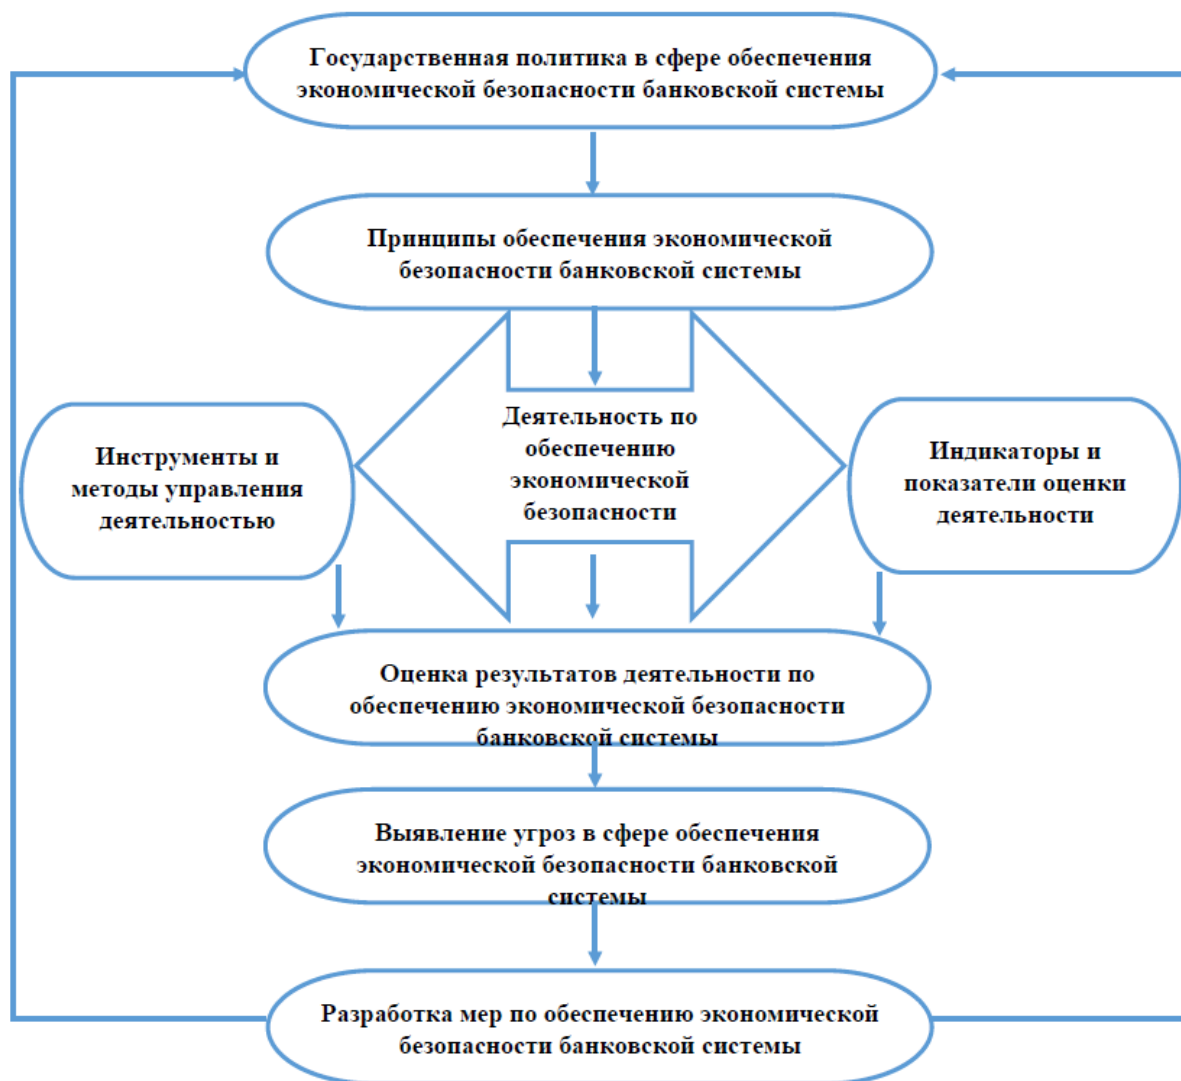 Государственная политика в сфере обеспечения
экономической безопасности банковской системы
Принципы обеспечения экономической
безопасности банковской системы
Инструменты и
методы управления
деятельностью
Деятельность по
обеспечению
экономической
безопасности
Индикаторы и
показатели оценки
деятельности
Оценка результатов деятельности по
обеспечению экономической безопасности
банковской системы
Выявление угроз в сфере обеспечения
экономической безопасности банковской
системы
Разработка мер по обеспечению экономической
безопасности банковской системы